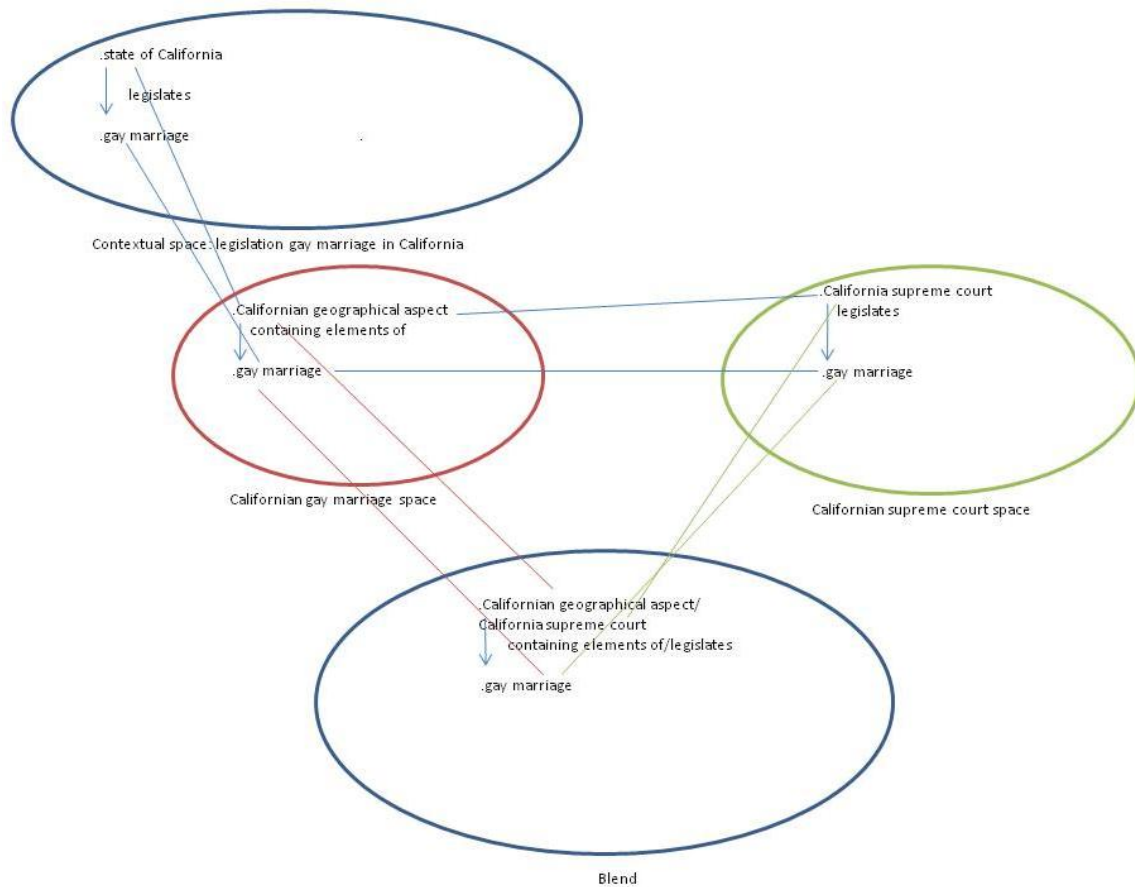 .state of California
legislates
.gay marriage
.
Contextual space: legislation gay marriage in California
.Californian geographical aspect
containing elements of
.gay marriage
Californian gay marriage space
.California supreme court
legislates
.gay marriage
Californian supreme court space
.Californian geographical aspect/
California supreme court
containing elements of/legislates
.gay marriage
Blend